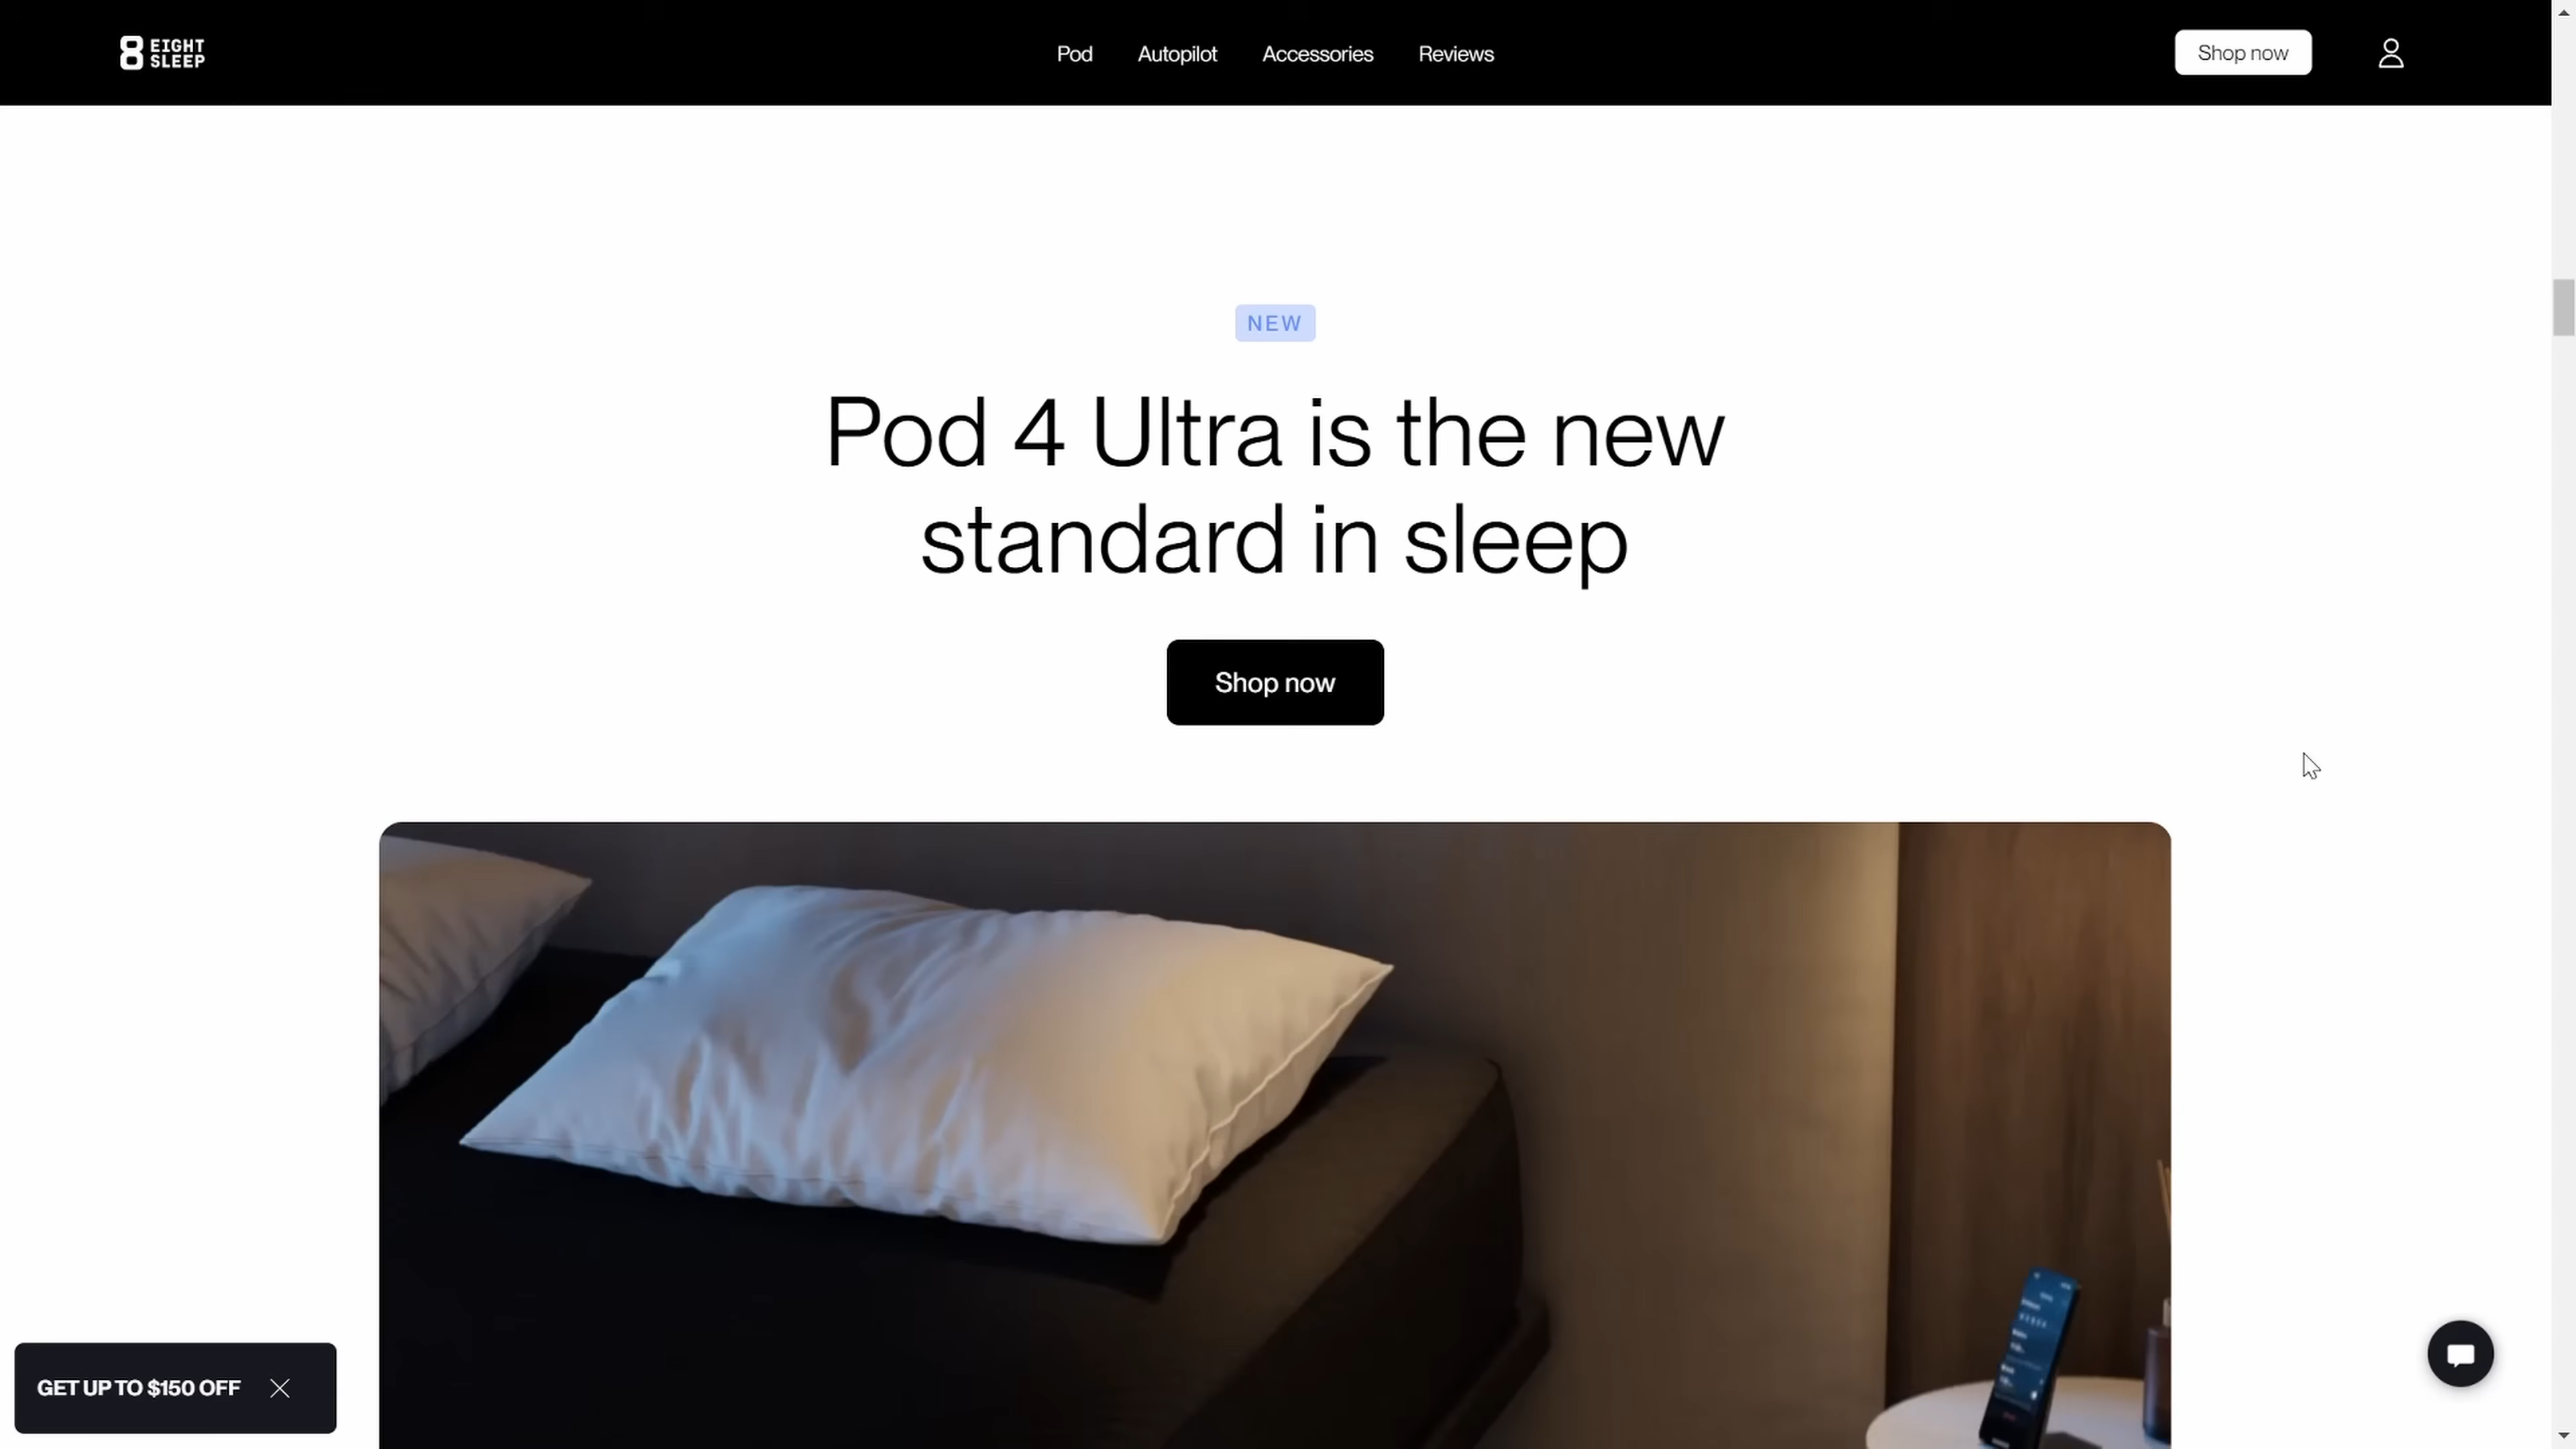 8 EIGHT
SLEEP
Pod
Autopilot
Accessories
Reviews
Shop now
NEW
Pod 4 Ultra is the new
standard in sleep
Shop now
GET UP TO $150 OFF